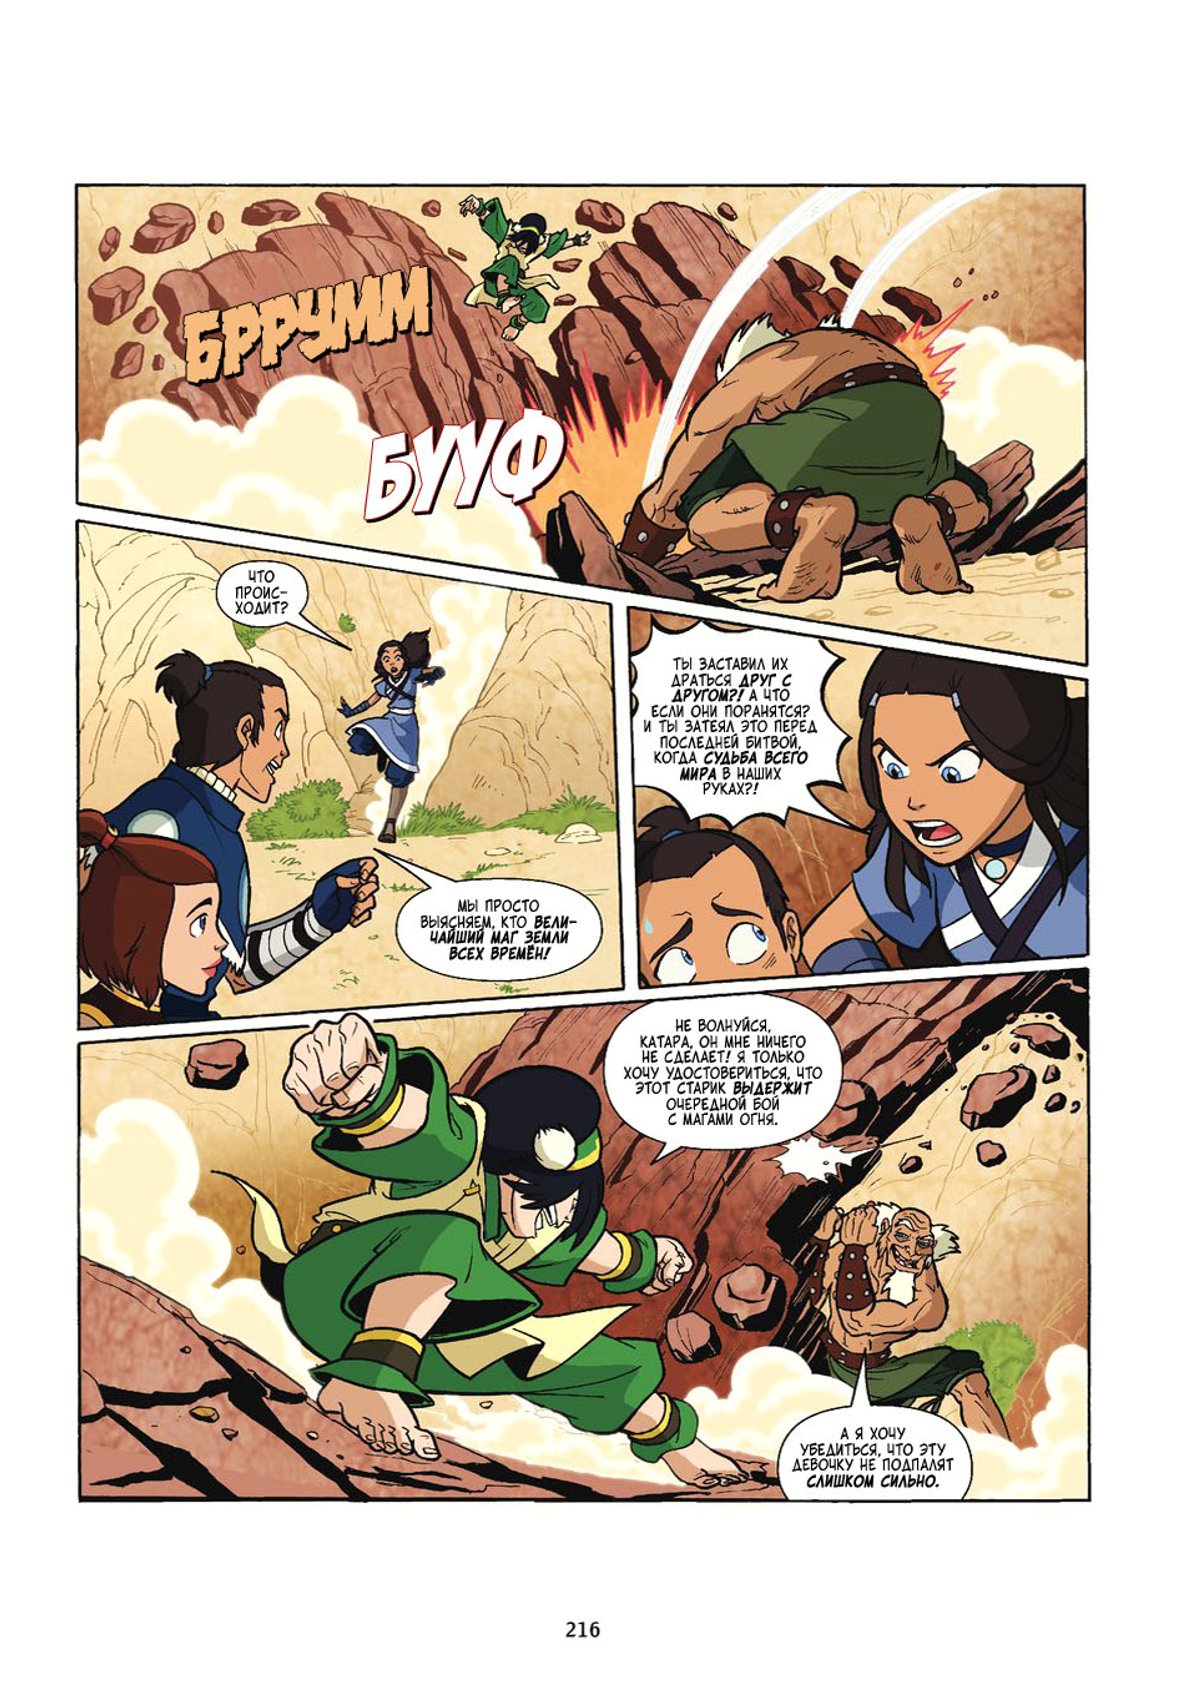 БРРУММ
БУУФ
ЧТО
ПРОИС-
ХОДИТ?
МЫ ПРОСТО
ВЫЯСНЯЕМ, КТО ВЕЛИ-
ЧАЙШИЙ МАГ ЗЕМЛИ
ВСЕХ ВРЕМЁН!
ТЫ ЗАСТАВИЛ ИХ
ДРАТЬСЯ ДРУГ С
ДРУГОМ?! А ЧТО
ЕСЛИ ОНИ ПОРАНЯТСЯ?
И ТЫ ЗАТЕЯЛ ЭТО ПЕРЕД
ПОСЛЕДНЕЙ БИТВОЙ,
КОГДА СУДЬБА ВСЕГО
МИРА В НАШИХ
РУКАХ?!
НЕ ВОЛНУЙСЯ,
КАТАРА, ОН МНЕ НИЧЕГО
НЕ СДЕЛАЕТ! Я ТОЛЬКО
ХОЧУ УДОСТОВЕРИТЬСЯ, ЧТО
ЭТОТ СТАРИК ВЫДЕРЖИТ
ОЧЕРЕДНОЙ БОЙ
С МАГАМИ ОГНЯ.
А Я ХОЧУ
УБЕДИТЬСЯ, ЧТО ЭТУ
ДЕВОЧКУ НЕ ПОДПАЛЯТ
СЛИШКОМ СИЛЬНО.
216